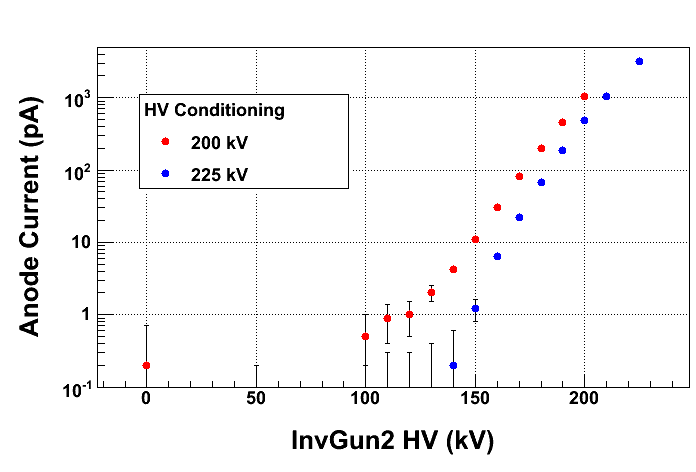 Anode Current (pA)
10³
10²
10
1
10⁻¹
HV Conditioning
200 kV
225 kV
0 50 100 150 200
InvGun2 HV (kV)